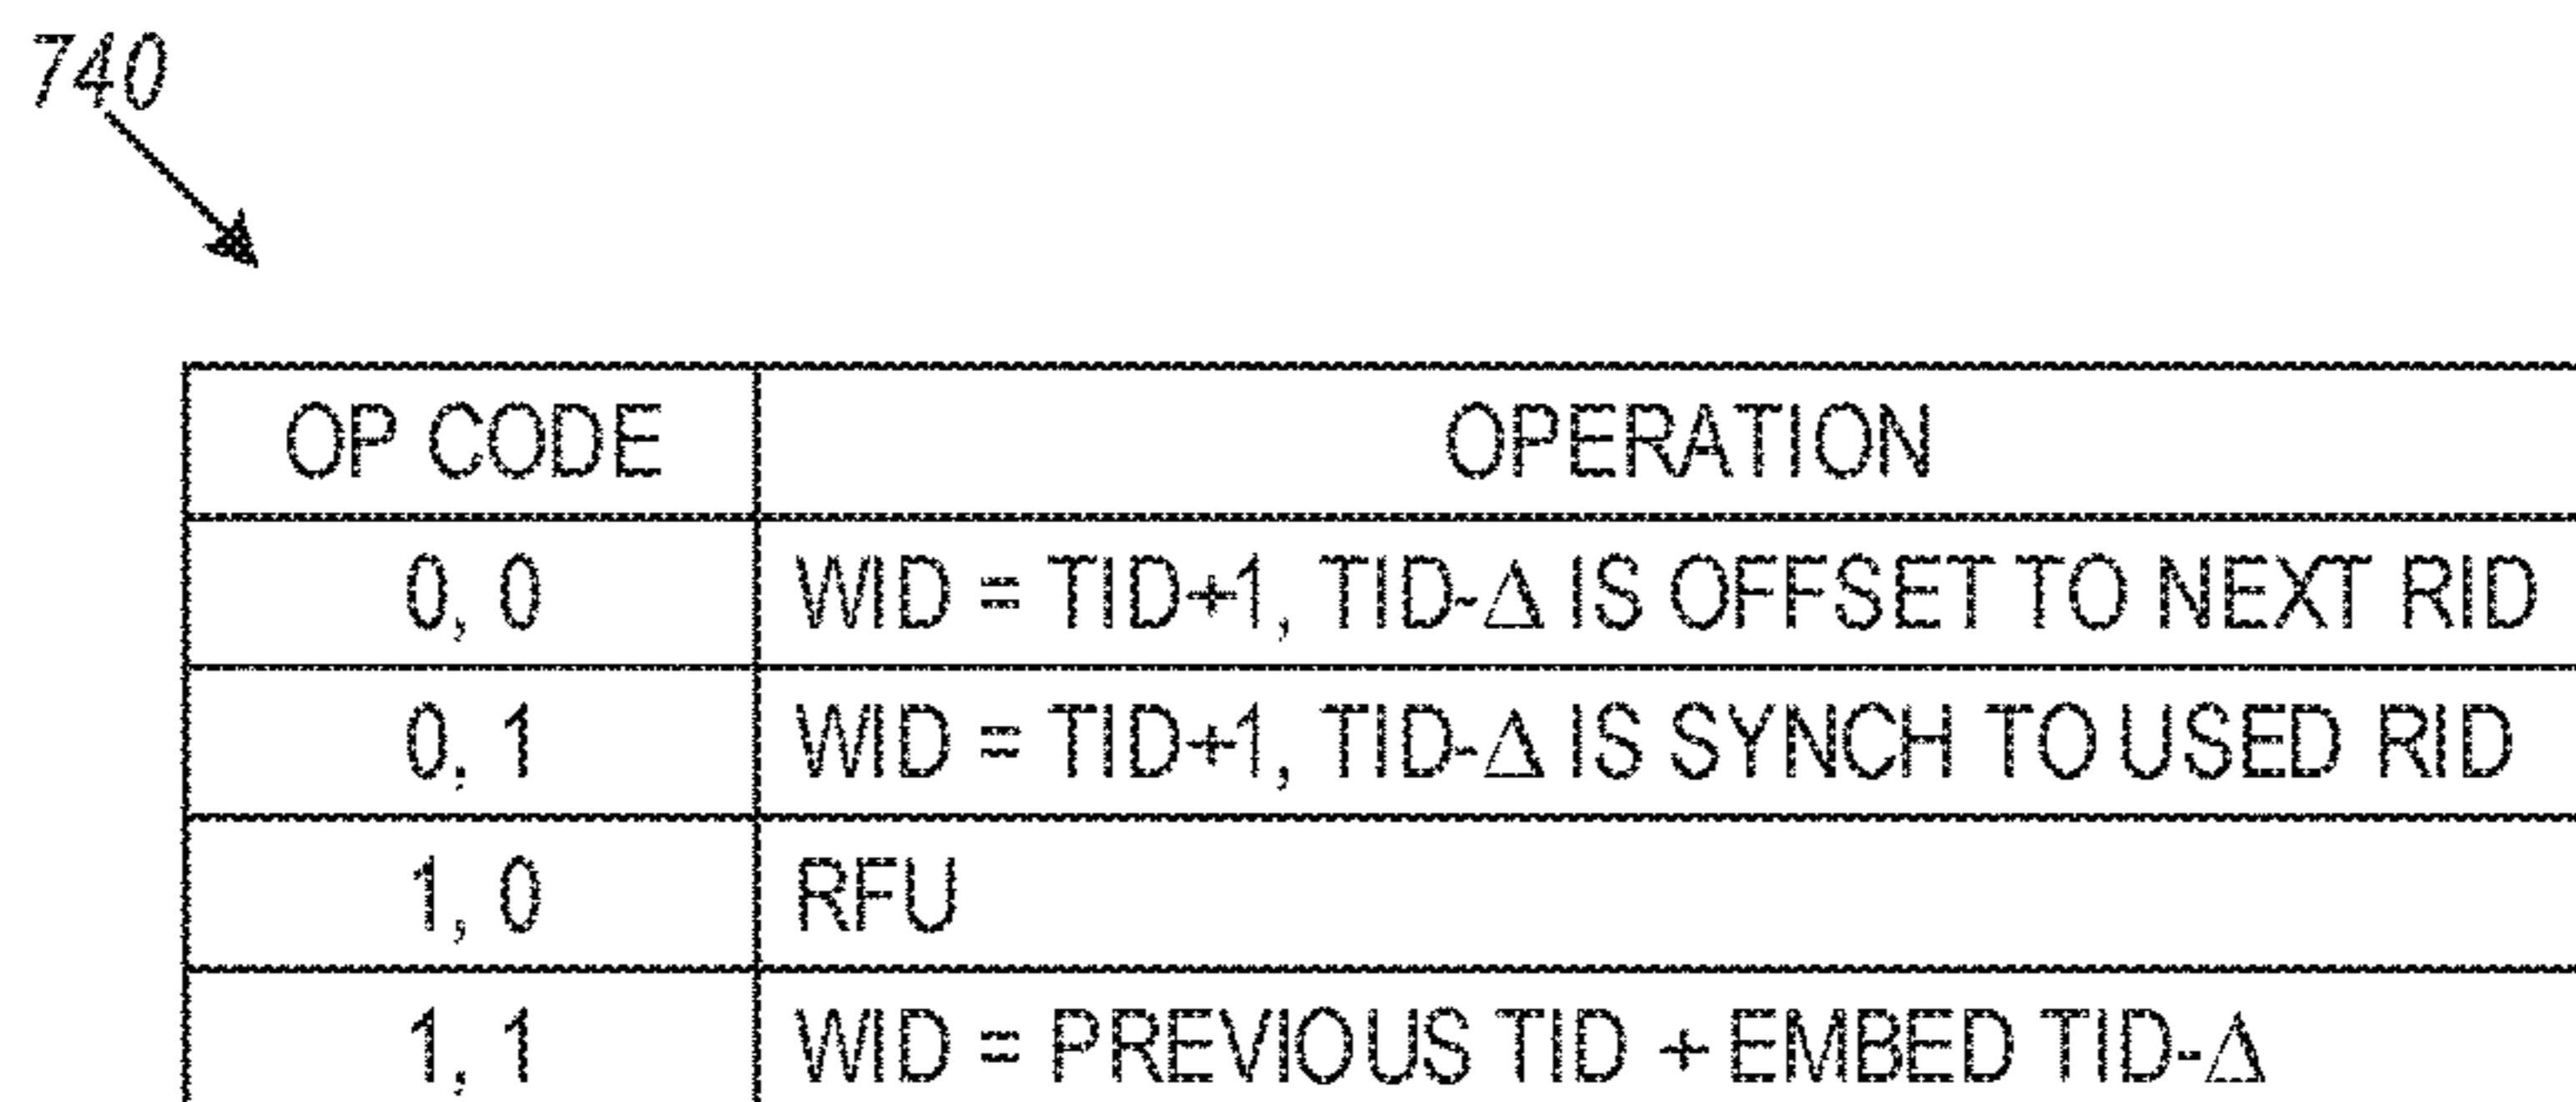 740
OP CODE OPERATION
0, 0 WID = TID+1, TID-Δ IS OFFSET TO NEXT RID
0, 1 WID = TID+1, TID-Δ IS SYNCH TO USED RID
1, 0 RFU
1, 1 WID = PREVIOUS TID + EMBED TID-Δ